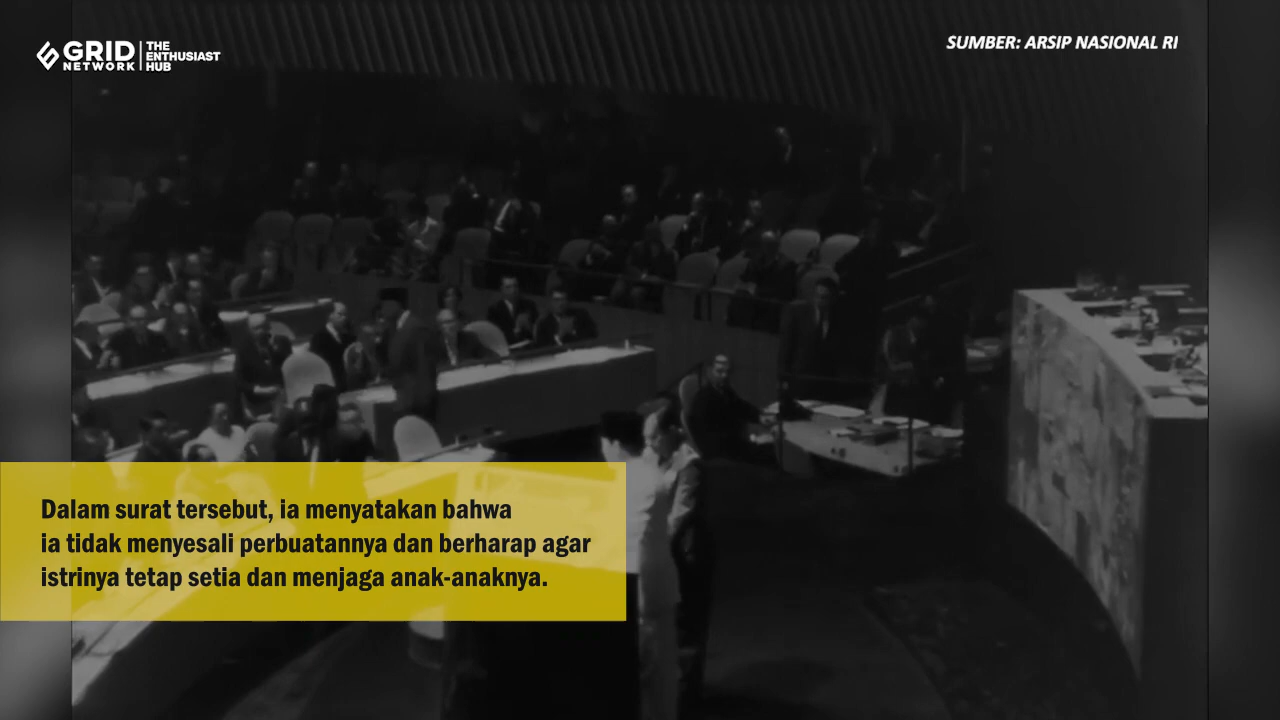 GRID
NETWORK
THE
ENTHUSIAST
HUB
SUMBER: ARSIP NASIONAL RI
Dalam surat tersebut, ia menyatakan bahwa
ia tidak menyesali perbuatannya dan berharap agar
istrinya tetap setia dan menjaga anak-anaknya.